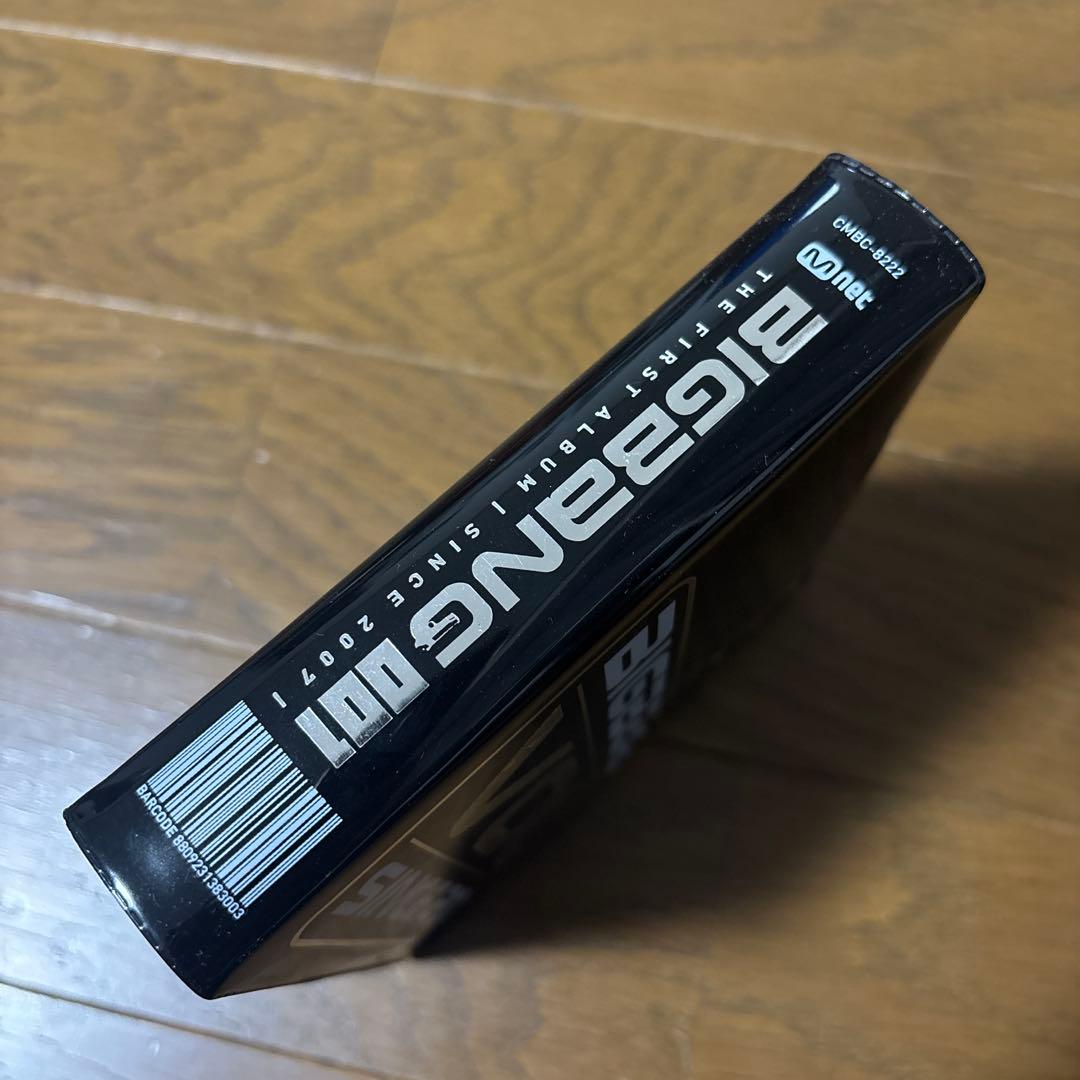 CMBC-8222
Mnet
BIGBANG 001
THE FIRST ALBUM | SINCE 2007 |
BARCODE 8809231383003